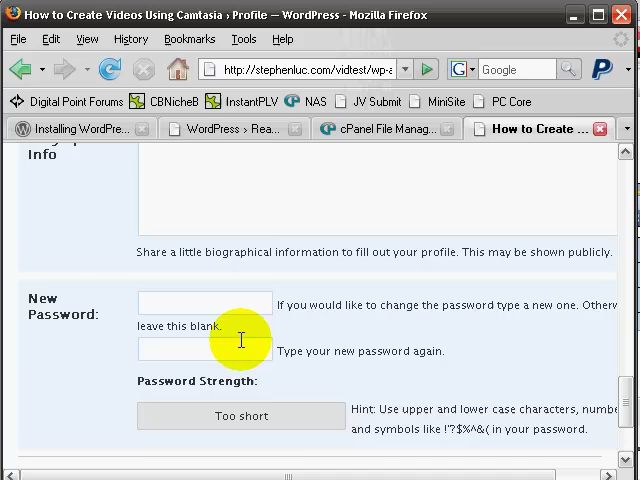 How to Create Videos Using Camtasia › Profile — WordPress - Mozilla Firefox
File Edit View History Bookmarks Tools Help
http://stephenluc.com/vidtest/wp-a
G Google
Digital Point Forums CBNicheB InstantPLV NAS JV Submit MiniSite PC Core
Installing WordPre... WordPress › Rea... cPanel File Manag... How to Create ...
Info
Share a little biographical information to fill out your profile. This may be shown publicly.
New Password:
If you would like to change the password type a new one. Otherw
leave this blank.
Type your new password again.
Password Strength:
Too short
Hint: Use upper and lower case characters, numbe
and symbols like !"?$%^&( in your password.